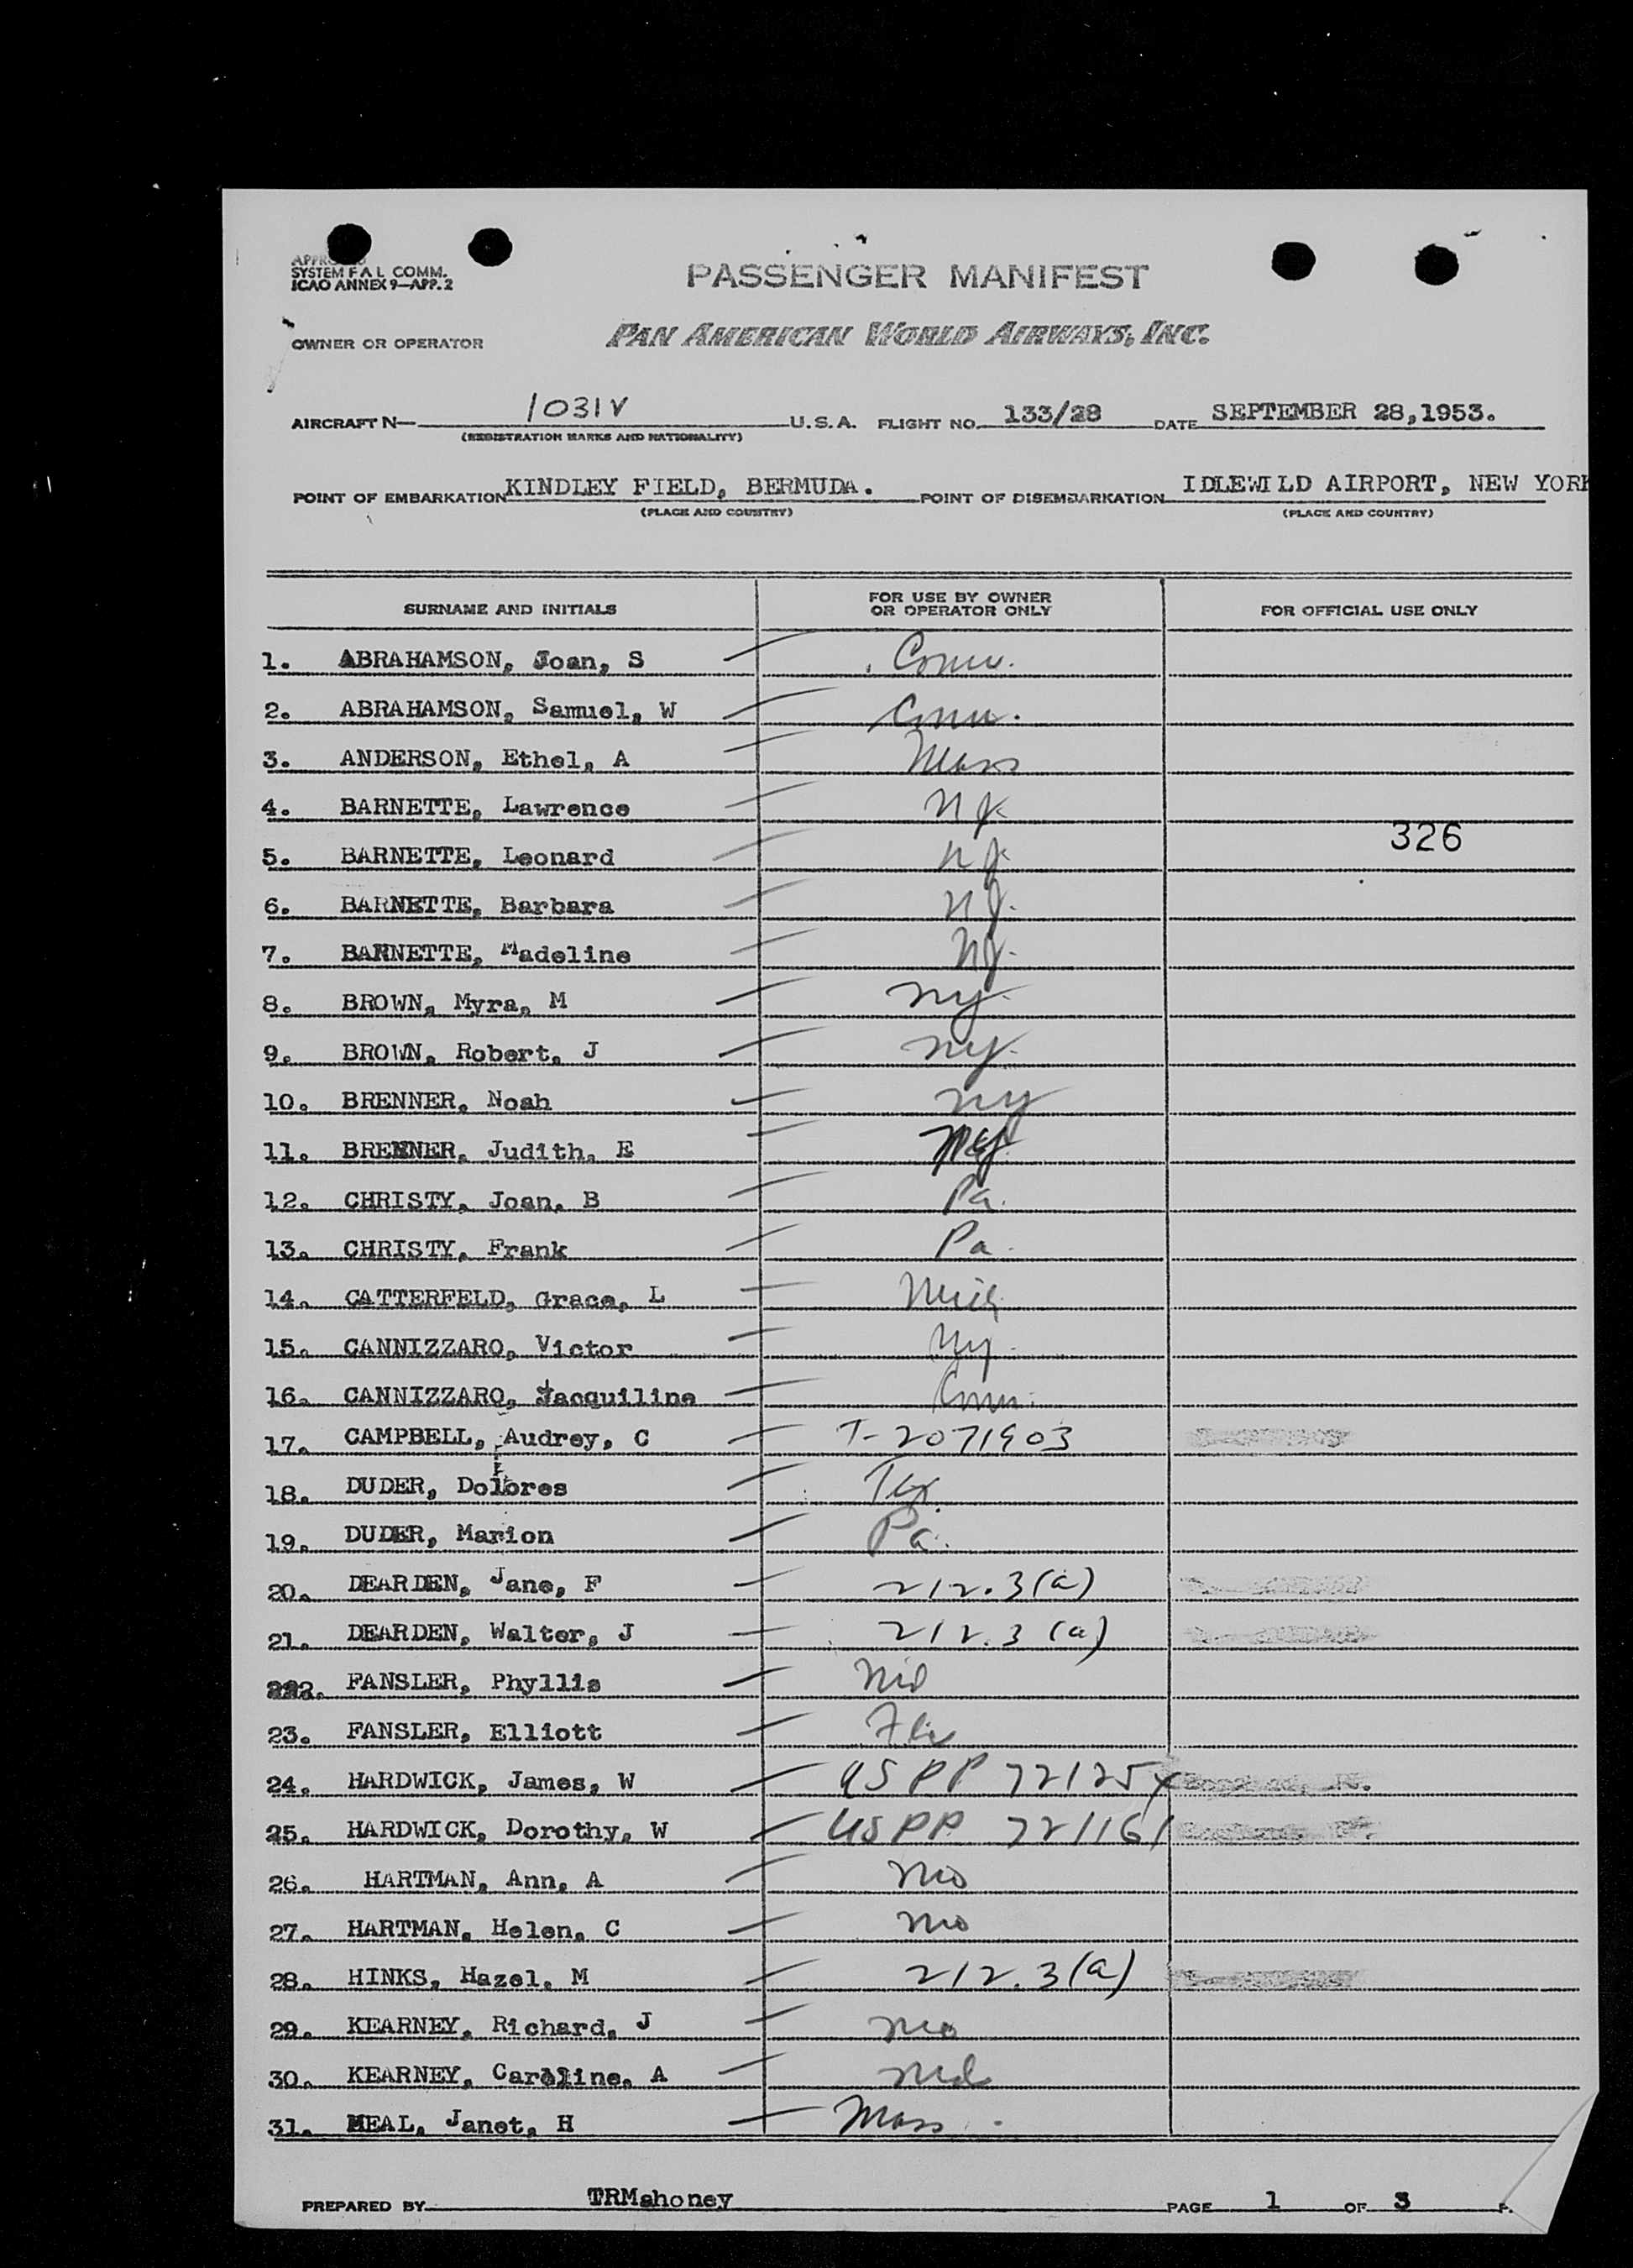 SYSTEM F A L COMM.
ICAO ANNEX 9—APP. 2
PASSENGER MANIFEST
OWNER OR OPERATOR PAN AMERICAN WORLD AIRWAYS, INC.
AIRCRAFT N— 1031V U.S.A. FLIGHT NO. 133/28 DATE SEPTEMBER 28,1953.
(REGISTRATION MARKS AND NATIONALITY)
POINT OF EMBARKATION KINDLEY FIELD, BERMUDA. POINT OF DISEMBARKATION IDLEWILD AIRPORT, NEW YORK
(PLACE AND COUNTRY) (PLACE AND COUNTRY)
SURNAME AND INITIALS FOR USE BY OWNER OR OPERATOR ONLY FOR OFFICIAL USE ONLY
1. ABRAHAMSON, Joan, S Conn.
2. ABRAHAMSON, Samuel, W Conn.
3. ANDERSON, Ethel, A Mass
4. BARNETTE, Lawrence NJ.
326
5. BARNETTE, Leonard NJ.
6. BARNETTE, Barbara NJ.
7. BARNETTE, Madeline NJ.
8. BROWN, Myra, M NY.
9. BROWN, Robert, J NY.
10. BRENNER, Noah NY
11. BRENNER, Judith, E
12. CHRISTY, Joan, B Pa.
13. CHRISTY, Frank Pa.
14. CATTERFELD, Grace, L Mich.
15. CANNIZZARO, Victor NY.
16. CANNIZZARO, Jacquiline Conn.
17. CAMPBELL, Audrey, C T-2071903
18. DUDER, Dolores Tex.
19. DUDER, Marion Pa.
20. DEARDEN, Jane, F 212.3(a)
21. DEARDEN, Walter, J 212.3(a)
22. FANSLER, Phyllis
23. FANSLER, Elliott
24. HARDWICK, James, W US PP 72125
25. HARDWICK, Dorothy, W US PP 721161
26. HARTMAN, Ann, A Mo
27. HARTMAN, Helen, C Mo
28. HINKS, Hazel, M 212.3(a)
29. KEARNEY, Richard, J Mo
30. KEARNEY, Caroline, A Md
31. MEAL, Janet, H Mass.
PREPARED BY TRMahoney PAGE 1 OF 3 P.